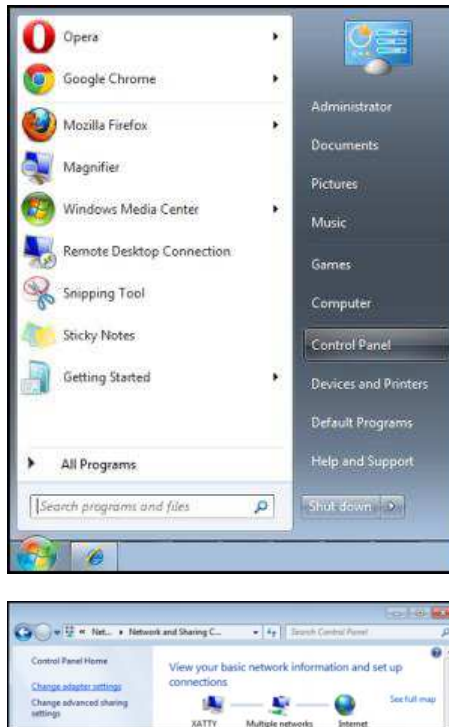 Opera
Google Chrome
Mozilla Firefox
Magnifier
Windows Media Center
Remote Desktop Connection
Snipping Tool
Sticky Notes
Getting Started
All Programs
Search programs and files
Administrator
Documents
Pictures
Music
Games
Computer
Control Panel
Devices and Printers
Default Programs
Help and Support
Shut down
« Net... ▸ Network and Sharing C...
Search Control Panel
Control Panel Home
Change adapter settings
Change advanced sharing
settings
View your basic network information and set up
connections
See full map
XATTY
Multiple networks
Internet